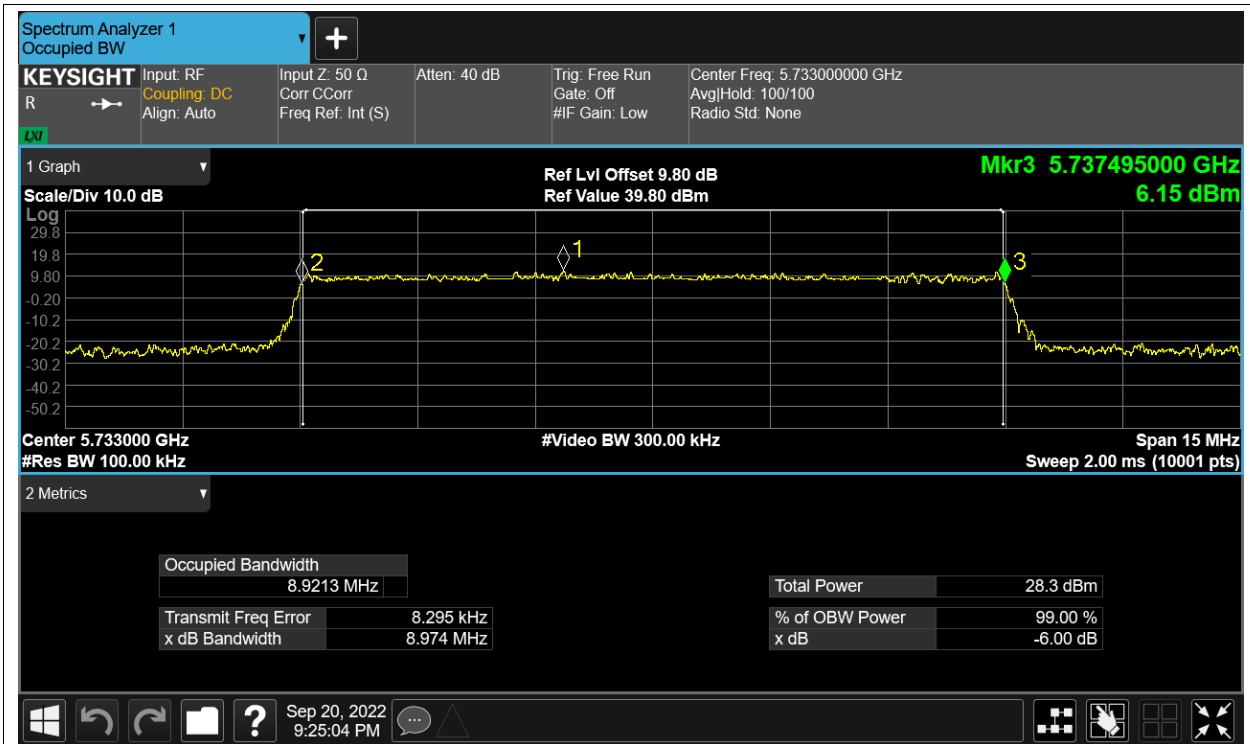 Spectrum Analyzer 1
Occupied BW
KEYSIGHT
R
LXI
Input: RF
Coupling: DC
Align: Auto
Input Z: 50 Ω
Corr CCorr
Freq Ref: Int (S)
Atten: 40 dB
Trig: Free Run
Gate: Off
#IF Gain: Low
Center Freq: 5.733000000 GHz
Avg|Hold: 100/100
Radio Std: None
1 Graph
Scale/Div 10.0 dB
Ref Lvl Offset 9.80 dB
Ref Value 39.80 dBm
Mkr3 5.737495000 GHz
6.15 dBm
Log
29.8
19.8
9.80
-0.20
-10.2
-20.2
-30.2
-40.2
-50.2
2
1
3
Center 5.733000 GHz
#Video BW 300.00 kHz
Span 15 MHz
#Res BW 100.00 kHz
Sweep 2.00 ms (10001 pts)
2 Metrics
Occupied Bandwidth
8.9213 MHz
Transmit Freq Error 8.295 kHz
x dB Bandwidth 8.974 MHz
Total Power 28.3 dBm
% of OBW Power 99.00 %
x dB -6.00 dB
?
Sep 20, 2022
9:25:04 PM